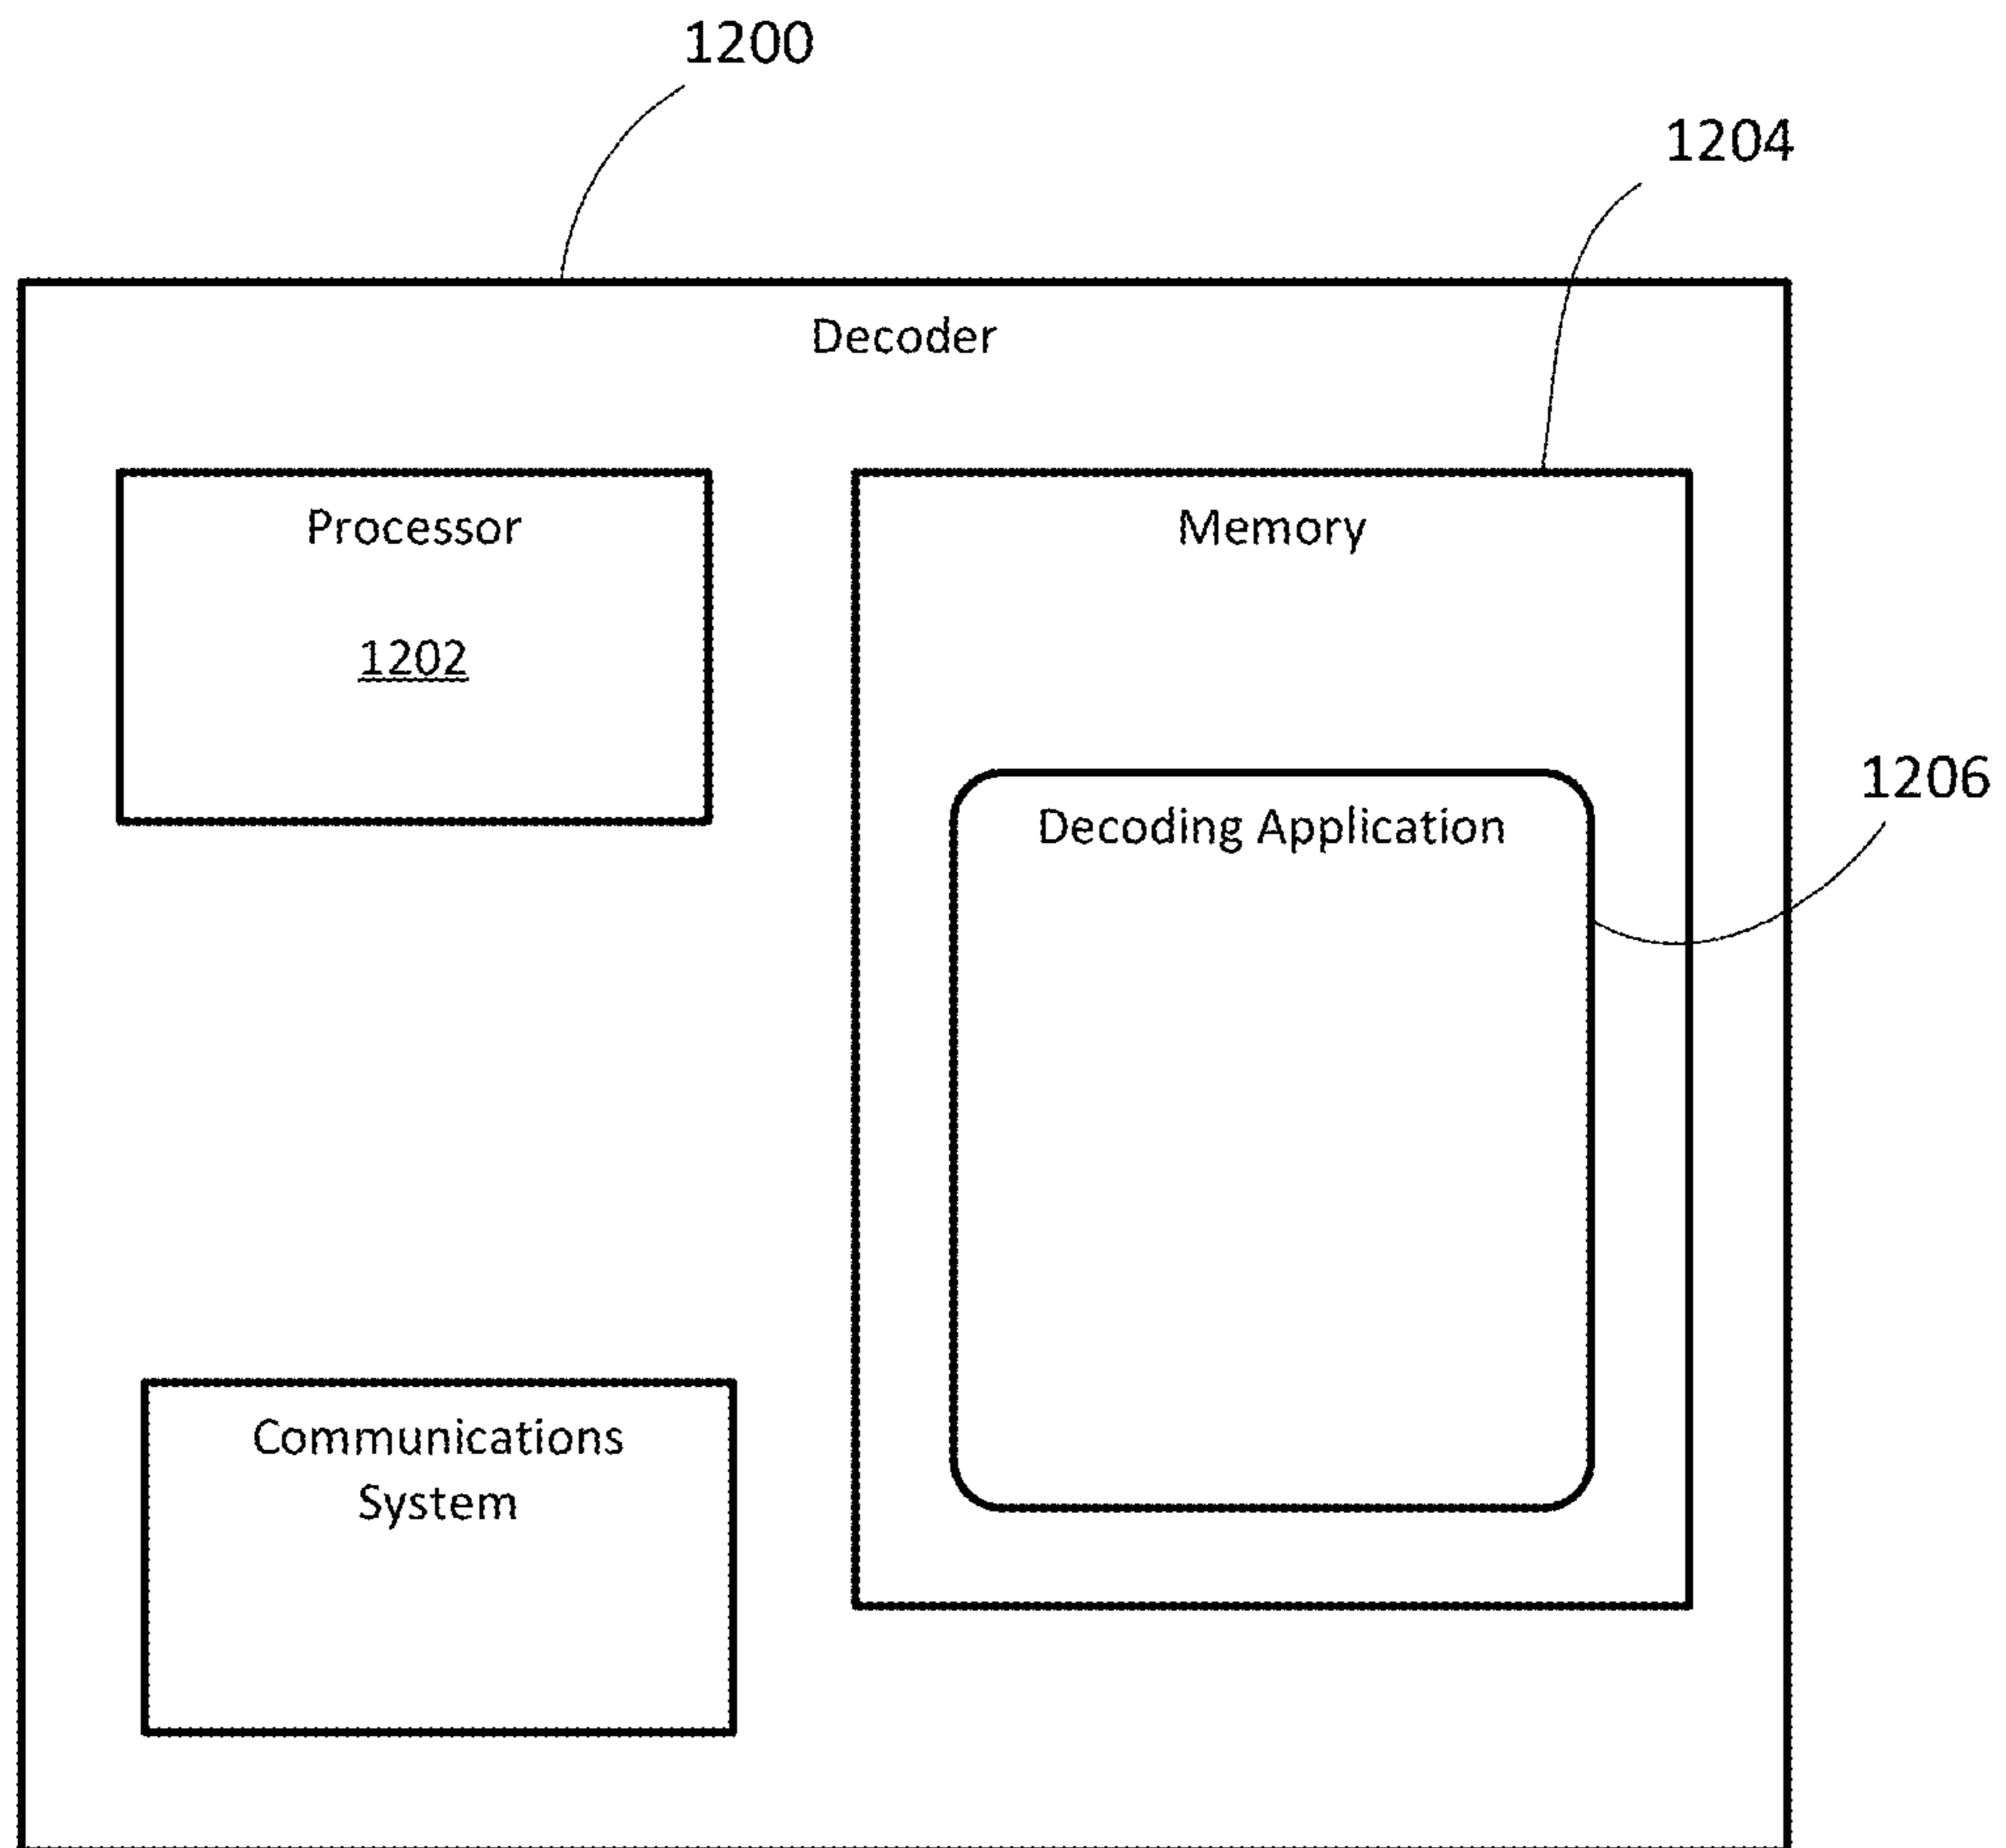 1200
1204
Decoder
Processor
1202
Memory
1206
Decoding Application
Communications
System